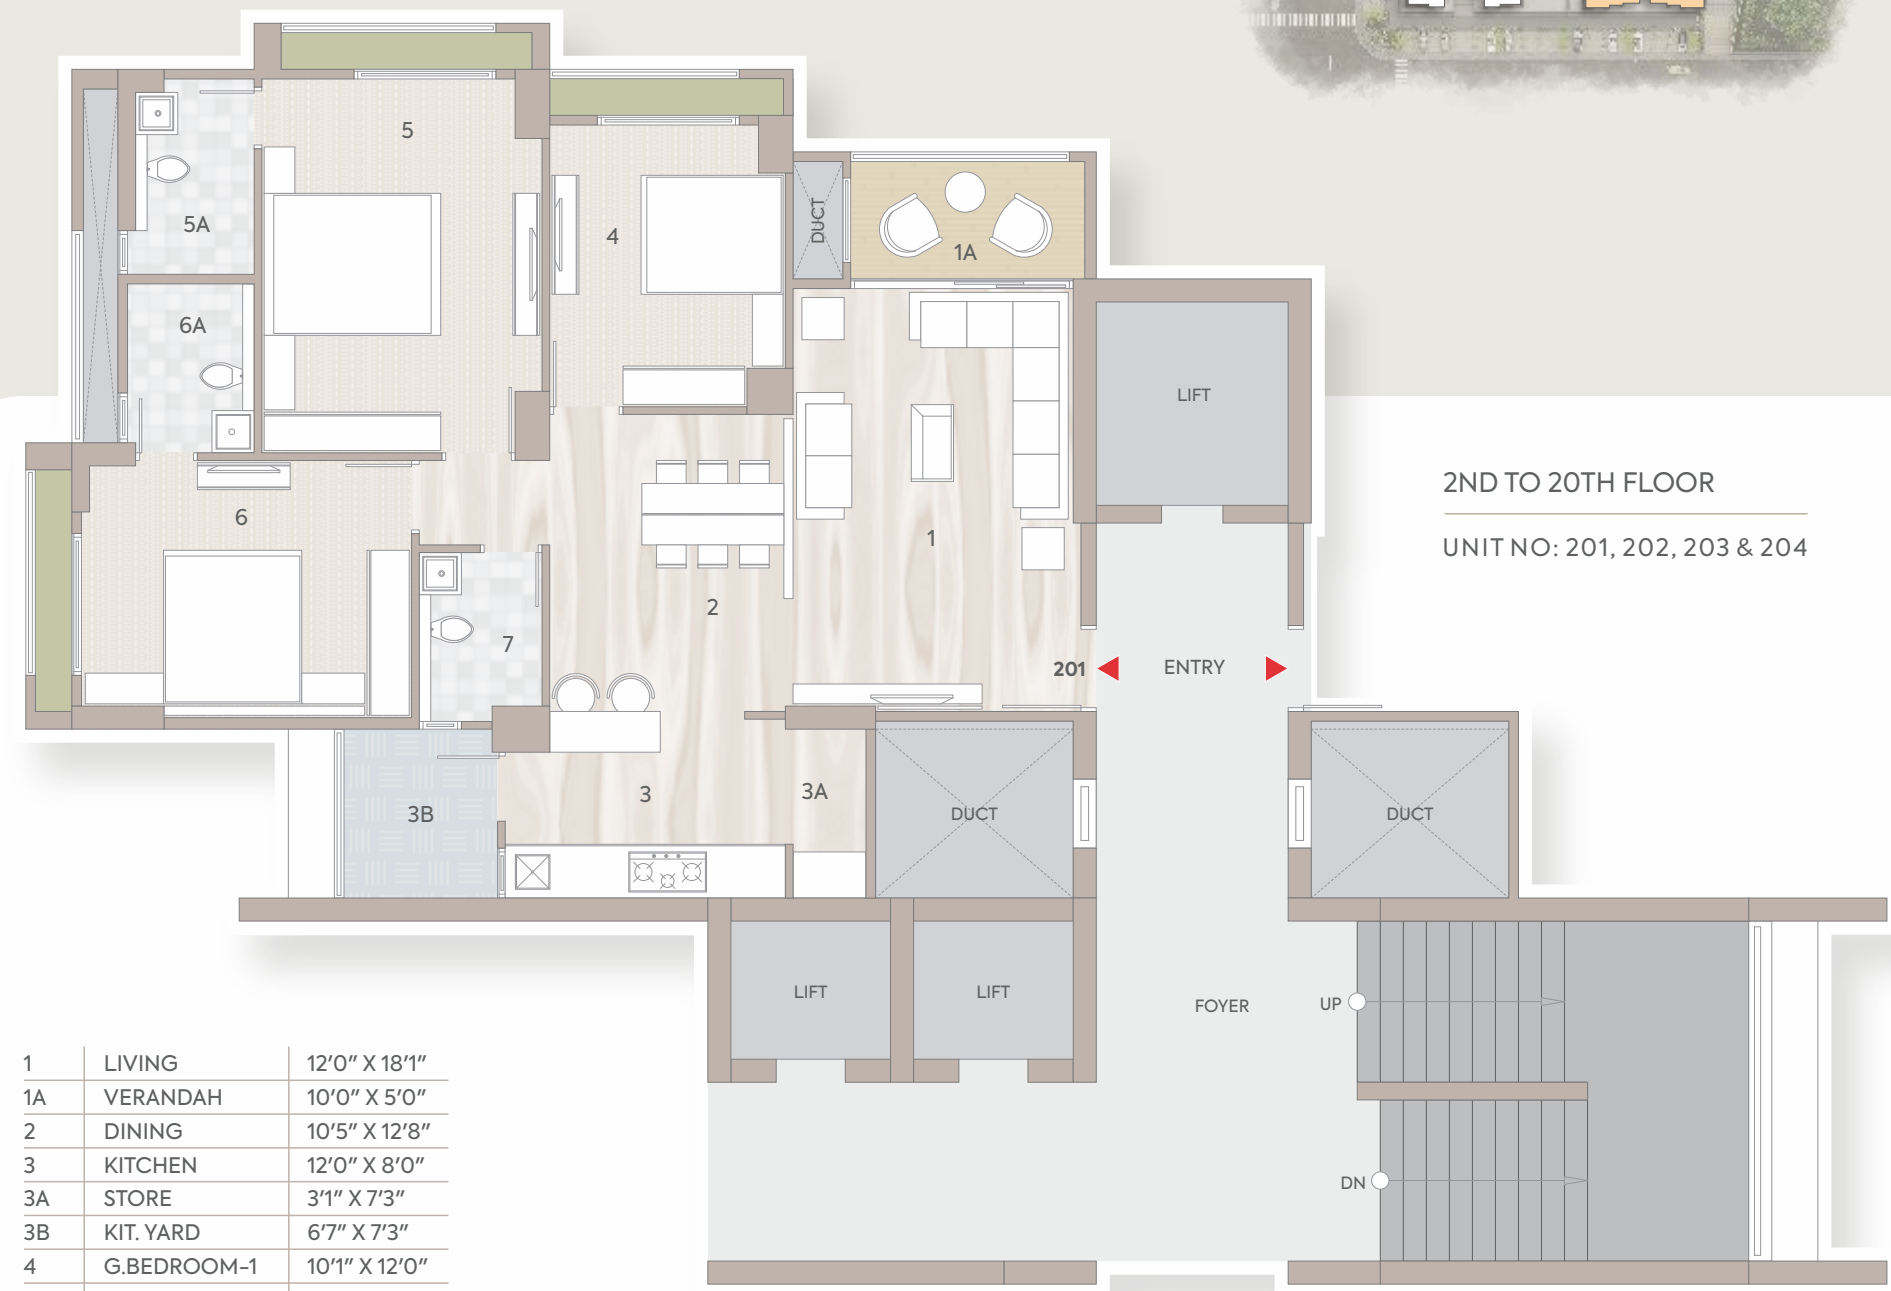 5
5A
4
DUCT
1A
6A
LIFT
6
1
2
7
201
ENTRY
2ND TO 20TH FLOOR
UNIT NO: 201, 202, 203 & 204
3
3A
3B
DUCT
DUCT
LIFT
LIFT
FOYER
UP
DN
1 LIVING 12'0" X 18'1"
1A VERANDAH 10'0" X 5'0"
2 DINING 10'5" X 12'8"
3 KITCHEN 12'0" X 8'0"
3A STORE 3'1" X 7'3"
3B KIT. YARD 6'7" X 7'3"
4 G.BEDROOM-1 10'1" X 12'0"